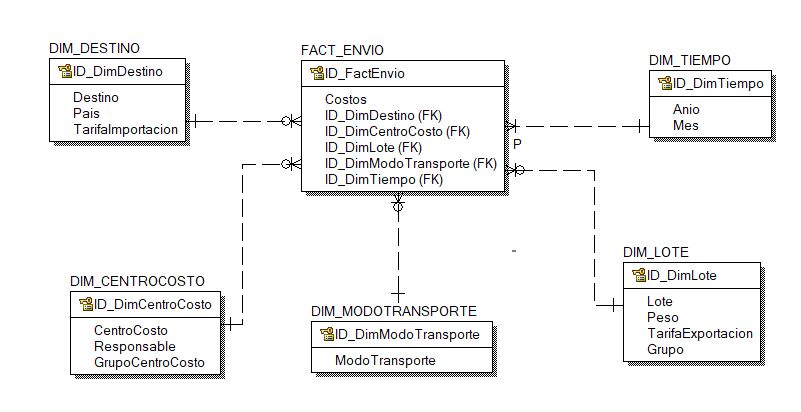 DIM_DESTINO
ID_DimDestino
Destino
Pais
TarifaImportacion
FACT_ENVIO
ID_FactEnvio
Costos
ID_DimDestino (FK)
ID_DimCentroCosto (FK)
ID_DimLote (FK)
ID_DimModoTransporte (FK)
ID_DimTiempo (FK)
DIM_TIEMPO
ID_DimTiempo
Anio
Mes
P
DIM_CENTROCOSTO
ID_DimCentroCosto
CentroCosto
Responsable
GrupoCentroCosto
DIM_MODOTRANSPORTE
ID_DimModoTransporte
ModoTransporte
DIM_LOTE
ID_DimLote
Lote
Peso
TarifaExportacion
Grupo